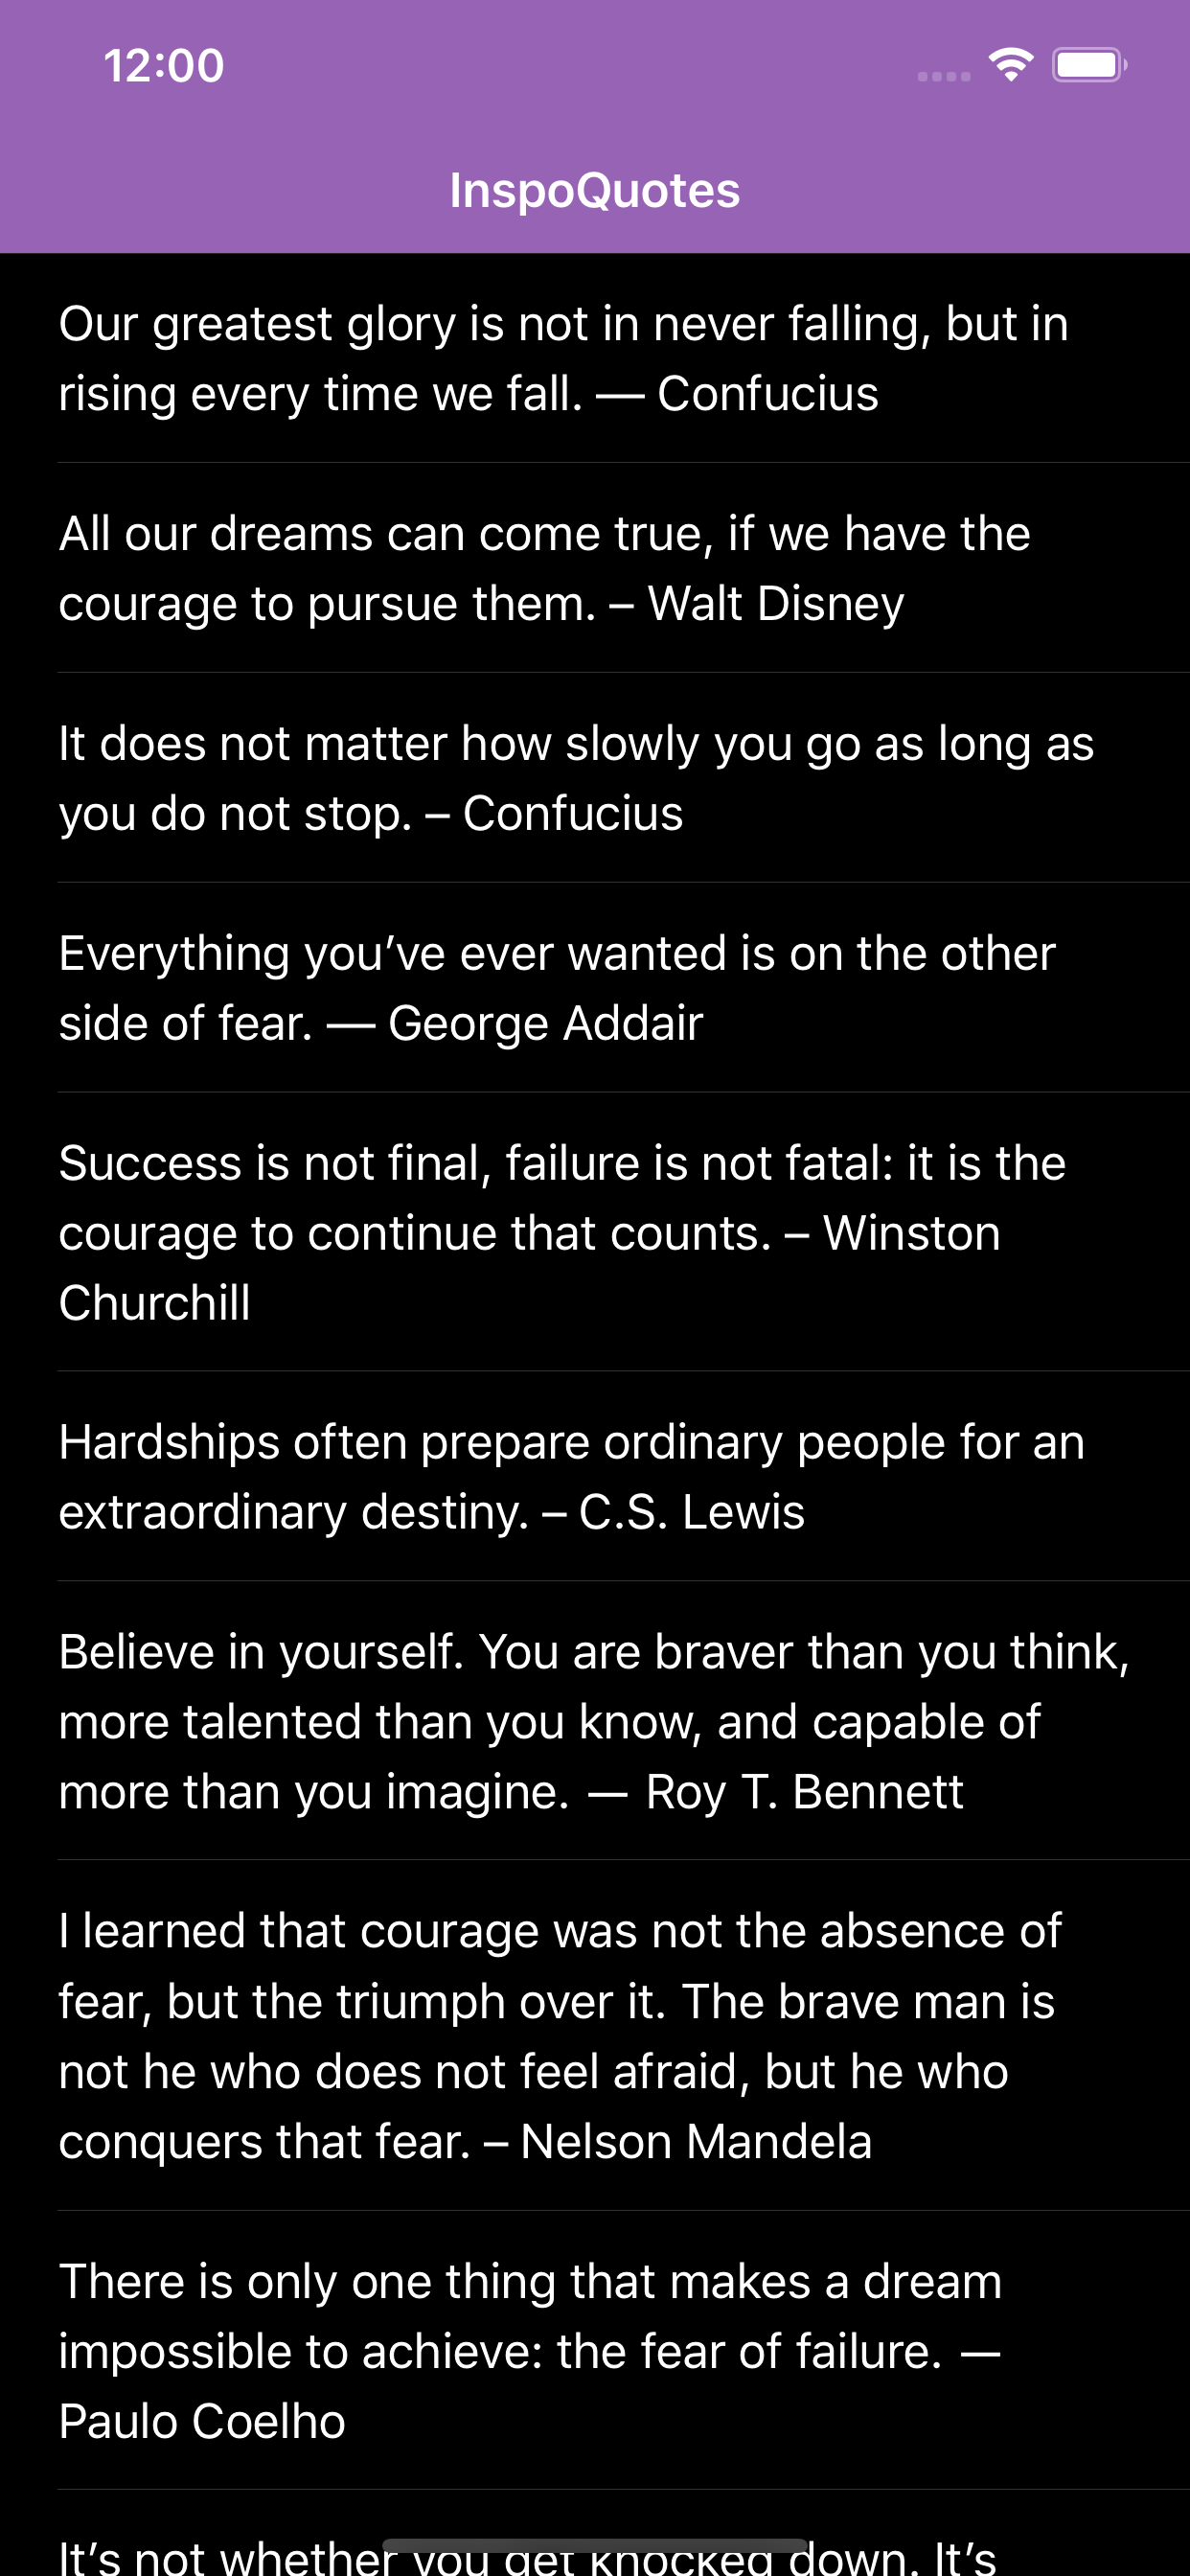 12:00
InspoQuotes
Our greatest glory is not in never falling, but in
rising every time we fall. — Confucius
All our dreams can come true, if we have the
courage to pursue them. – Walt Disney
It does not matter how slowly you go as long as
you do not stop. – Confucius
Everything you’ve ever wanted is on the other
side of fear. — George Addair
Success is not final, failure is not fatal: it is the
courage to continue that counts. – Winston
Churchill
Hardships often prepare ordinary people for an
extraordinary destiny. – C.S. Lewis
Believe in yourself. You are braver than you think,
more talented than you know, and capable of
more than you imagine. ― Roy T. Bennett
I learned that courage was not the absence of
fear, but the triumph over it. The brave man is
not he who does not feel afraid, but he who
conquers that fear. – Nelson Mandela
There is only one thing that makes a dream
impossible to achieve: the fear of failure. ―
Paulo Coelho
It’s not whether you get knocked down. It’s